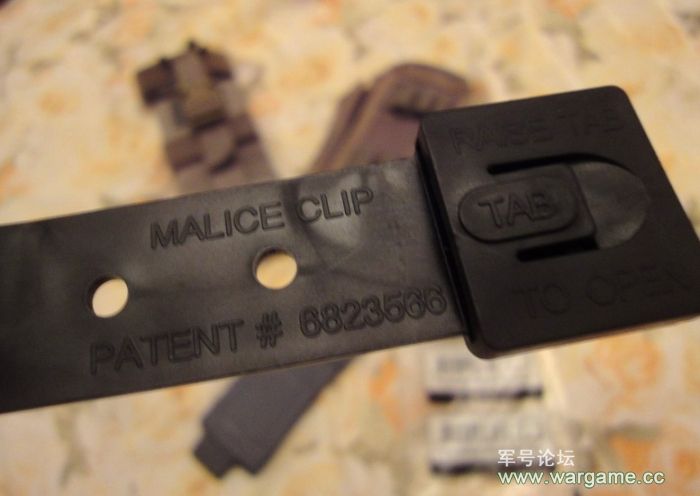 RAISE TAB
MALICE CLIP
TAB
PATENT # 6823566
TO OPEN
军号论坛
www.wargame.cc